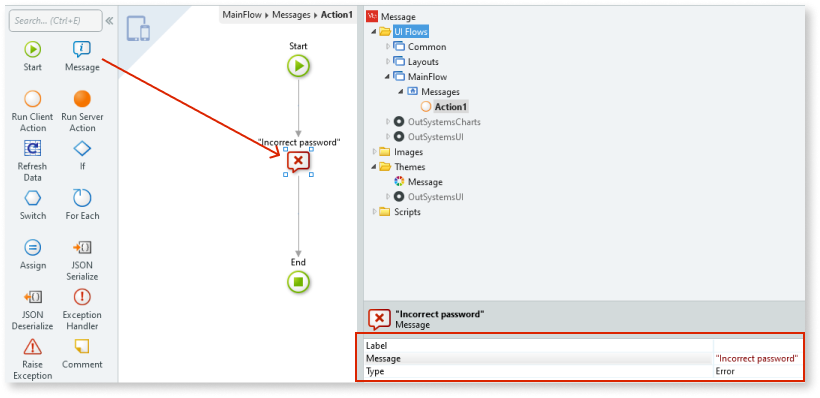 Search... (Ctrl+E)
Start
Message
Run Client
Action
Run Server
Action
Refresh
Data
If
Switch
For Each
Assign
JSON
Serialize
JSON
Deserialize
Exception
Handler
Raise
Exception
Comment
MainFlow Messages Action1
Start
"Incorrect password"
End
Message
UI Flows
Common
Layouts
MainFlow
Messages
Action1
OutSystemsCharts
OutSystemsUI
Images
Themes
Message
OutSystemsUI
Scripts
"Incorrect password"
Message
Label
Message "Incorrect password"
Type Error